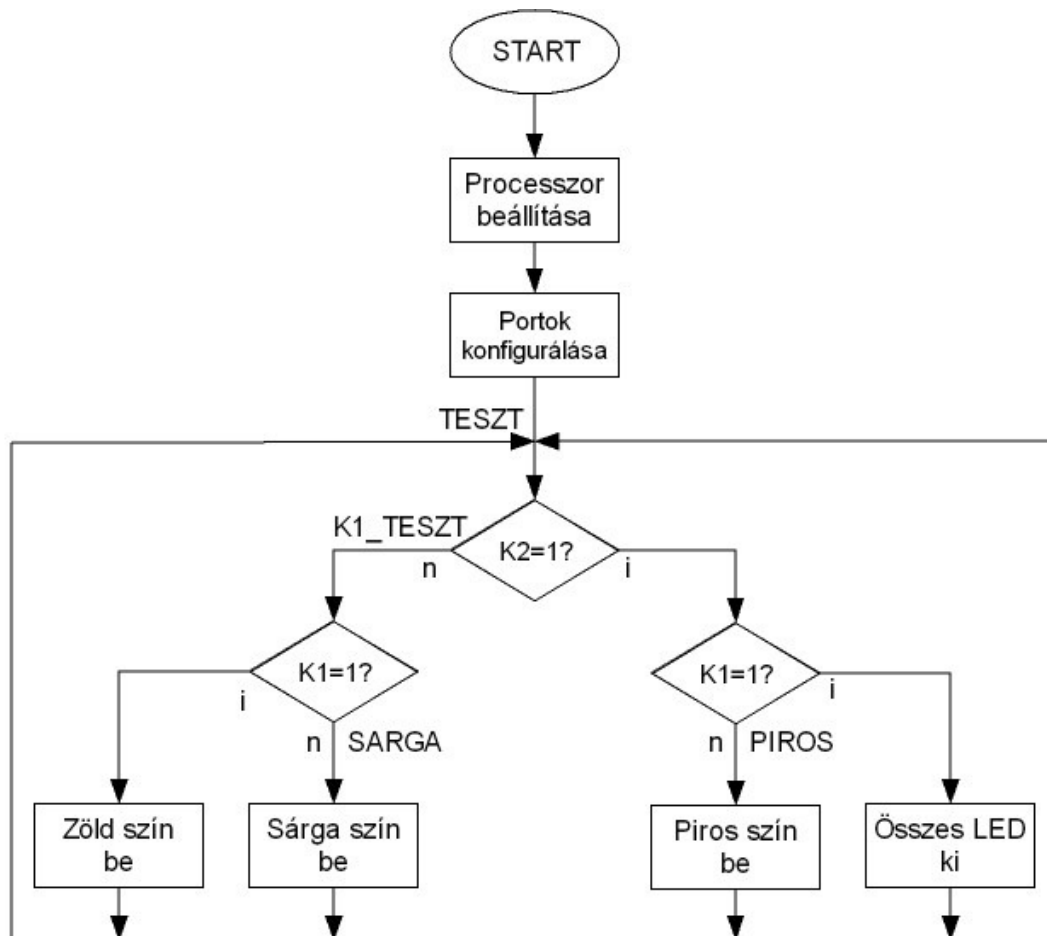 START
Processzor
beállítása
Portok
konfigurálása
TESZT
K1_TESZT
K2=1?
n
i
K1=1?
i
n
SARGA
K1=1?
i
n
PIROS
Zöld szín
be
Sárga szín
be
Piros szín
be
Összes LED
ki